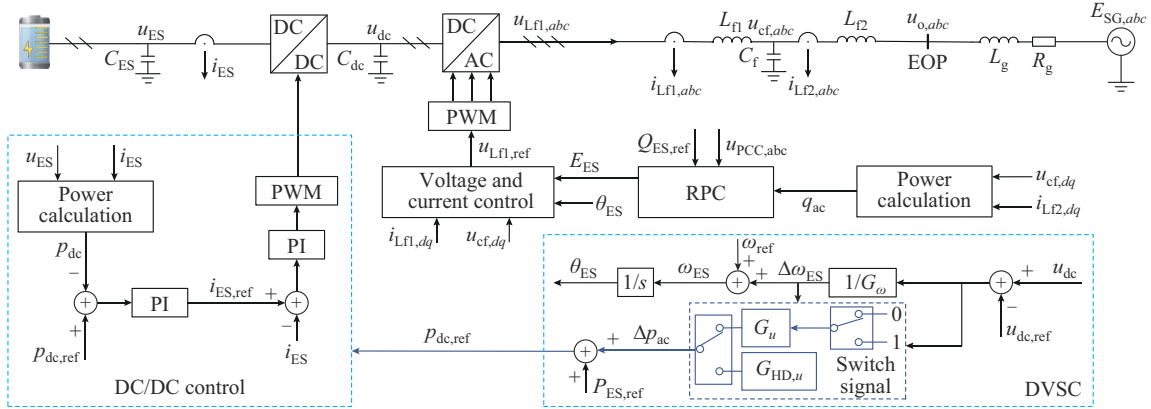 u_ES
C_ES
i_ES
DC
DC
u_dc
C_dc
DC
AC
u_Lf1,abc
i_Lf1,abc
L_f1
u_cf,abc
C_f
i_Lf2,abc
L_f2
u_o,abc
EOP
L_g
R_g
E_SG,abc
PWM
u_Lf1,ref
Voltage and
current control
E_ES
θ_ES
i_Lf1,dq
u_cf,dq
Q_ES,ref
u_PCC,abc
RPC
q_ac
Power
calculation
u_cf,dq
i_Lf2,dq
u_ES
i_ES
Power
calculation
p_dc
−
+
+
p_dc,ref
PI
i_ES,ref
+
+
−
i_ES
PI
PWM
DC/DC control
θ_ES
1/s
ω_ES
ω_ref
+
+
+
Δω_ES
1/G_ω
+
+
−
u_dc
u_dc,ref
p_dc,ref
+
+
+
Δp_ac
P_ES,ref
G_u
G_HD,u
0
1
Switch
signal
DVSC